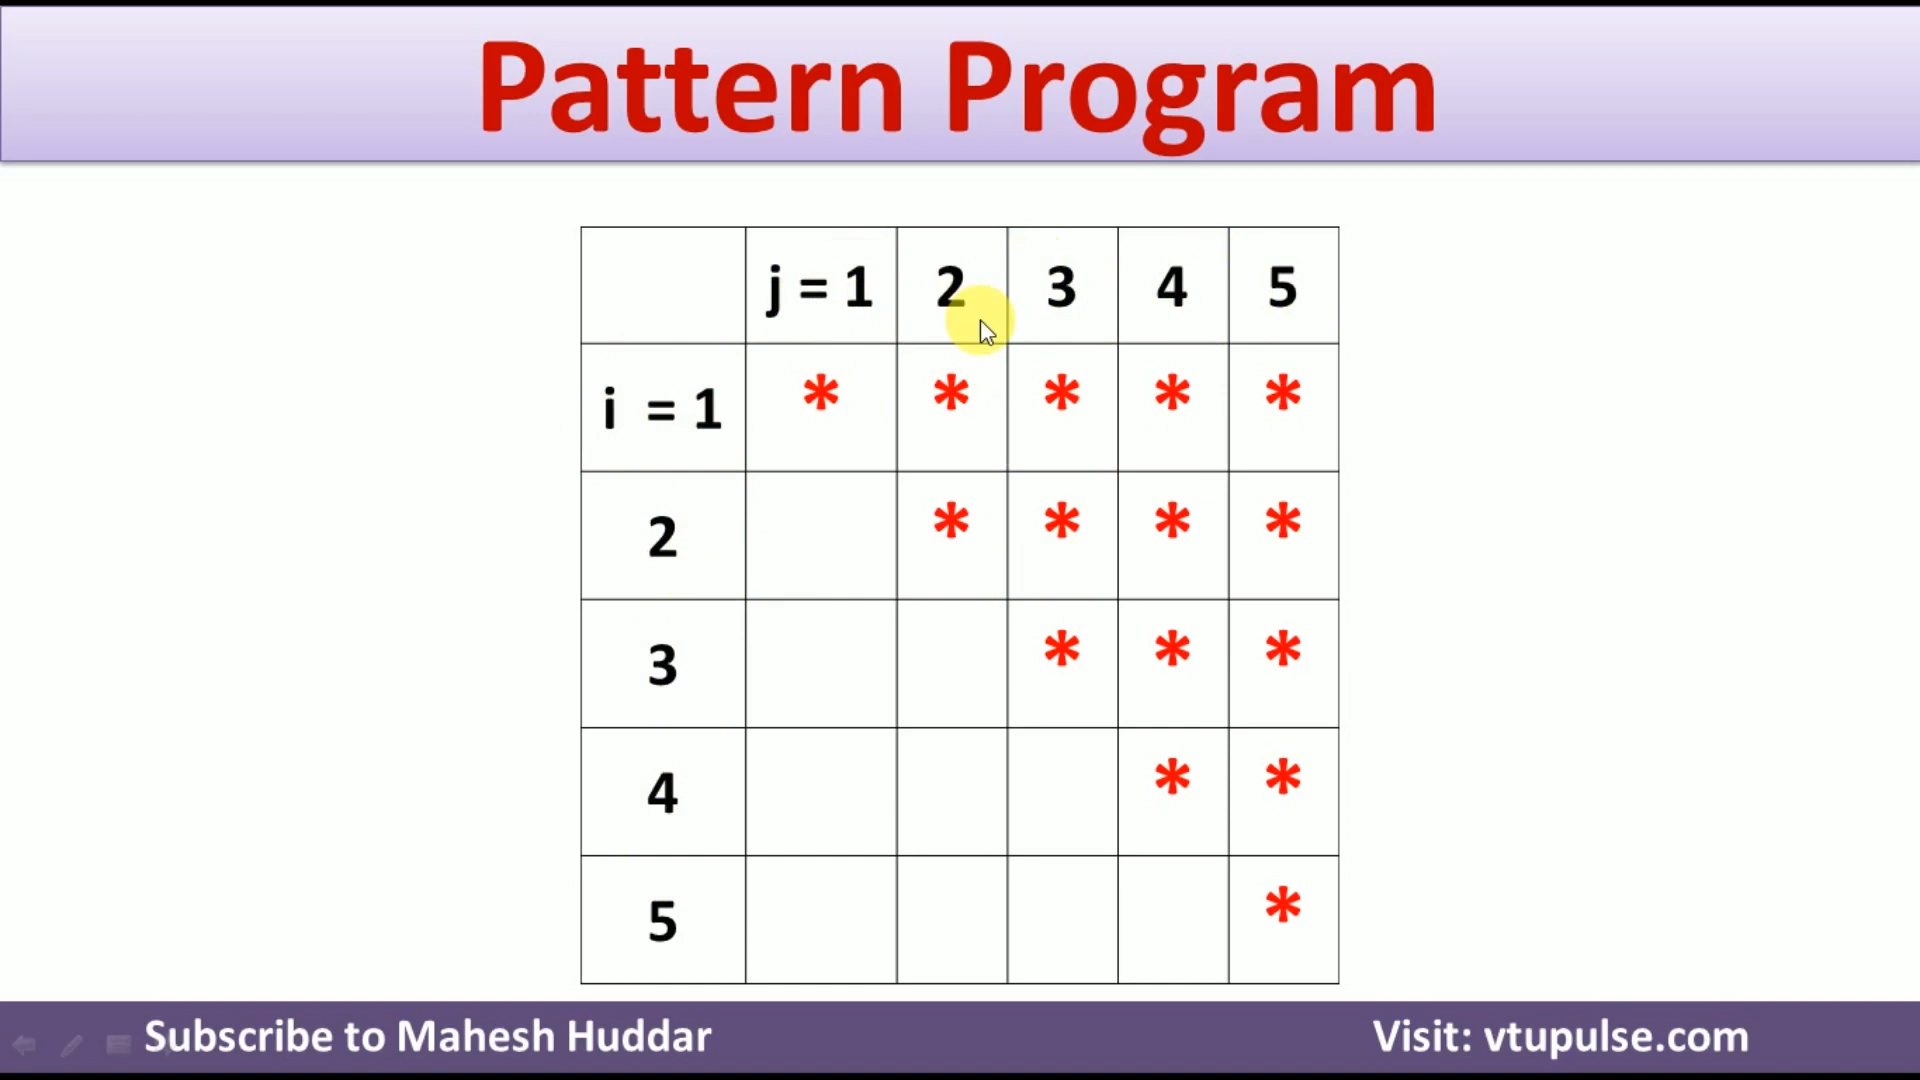 Pattern Program
j = 1 2 3 4 5
i = 1 * * * * *
2 * * * *
3 * * *
4 * *
5 *
Subscribe to Mahesh Huddar Visit: vtupulse.com